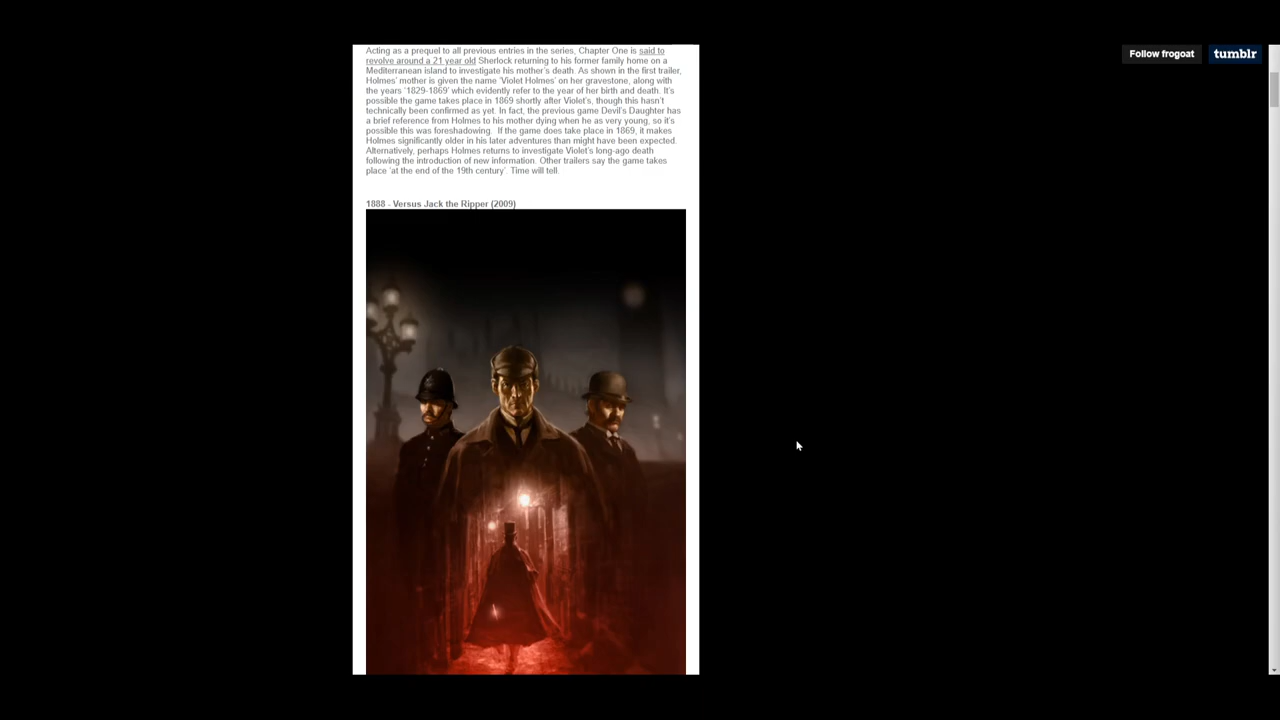 Acting as a prequel to all previous entries in the series, Chapter One is said to
revolve around a 21 year old Sherlock returning to his former family home on a
Mediterranean island to investigate his mother's death. As shown in the first trailer,
Holmes' mother is given the name 'Violet Holmes' on her gravestone, along with
the years '1829-1869' which evidently refer to the year of her birth and death. It's
possible the game takes place in 1869 shortly after Violet's, though this hasn't
technically been confirmed as yet. In fact, the previous game Devil's Daughter has
a brief reference from Holmes to his mother dying when he as very young, so it's
possible this was foreshadowing. If the game does take place in 1869, it makes
Holmes significantly older in his later adventures than might have been expected.
Alternatively, perhaps Holmes returns to investigate Violet's long-ago death
following the introduction of new information. Other trailers say the game takes
place 'at the end of the 19th century'. Time will tell.
1888 - Versus Jack the Ripper (2009)
Follow frogoat
tumblr